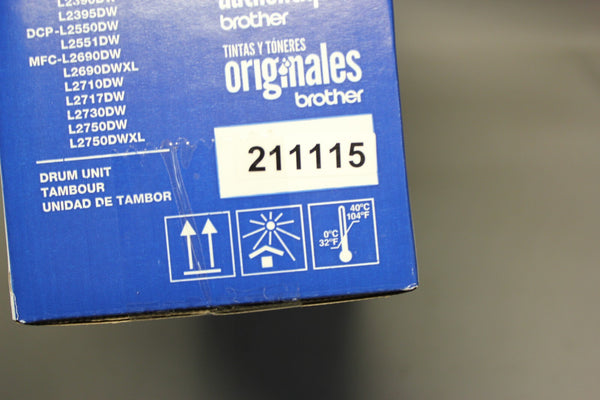 L2395DW
DCP-L2550DW
L2551DW
MFC-L2690DW
L2690DWXL
L2710DW
L2717DW
L2730DW
L2750DW
L2750DWXL
DRUM UNIT
TAMBOUR
UNIDAD DE TAMBOR
brother
TINTAS Y TÓNERES
originales
brother
211115
40°C
104°F
0°C
32°F